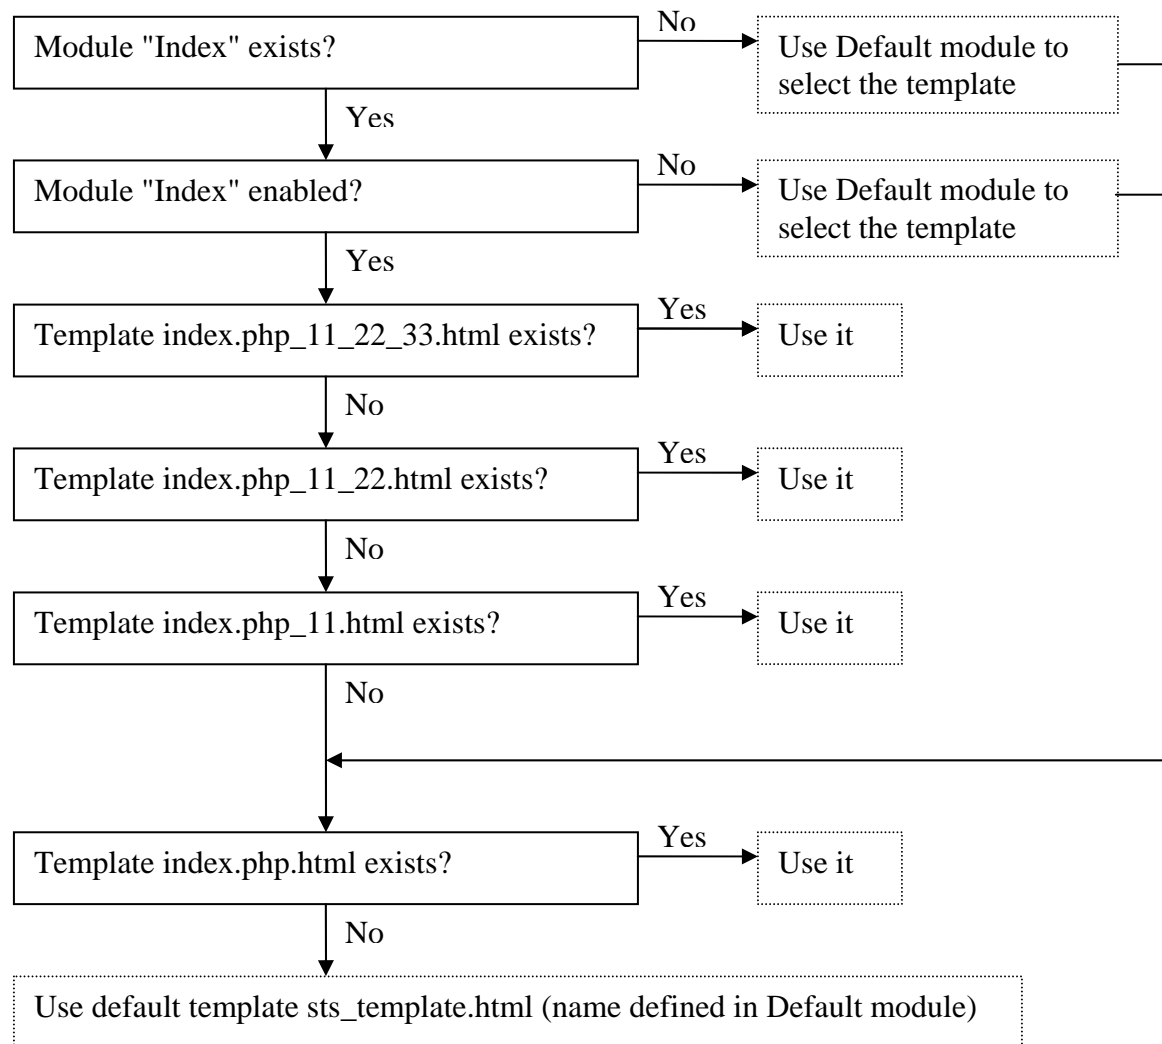 Module "Index" exists?
No
Use Default module to
select the template
Yes
Module "Index" enabled?
No
Use Default module to
select the template
Yes
Template index.php_11_22_33.html exists?
Yes
Use it
No
Template index.php_11_22.html exists?
Yes
Use it
No
Template index.php_11.html exists?
Yes
Use it
No
Template index.php.html exists?
Yes
Use it
No
Use default template sts_template.html (name defined in Default module)